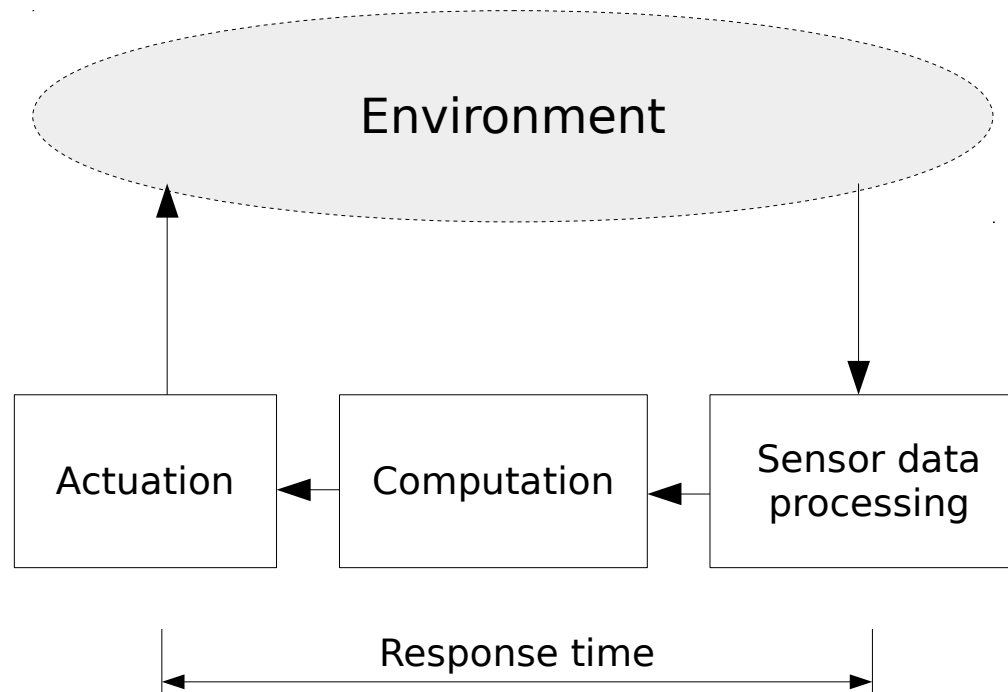 Environment
Actuation
Computation
Sensor data
processing
Response time